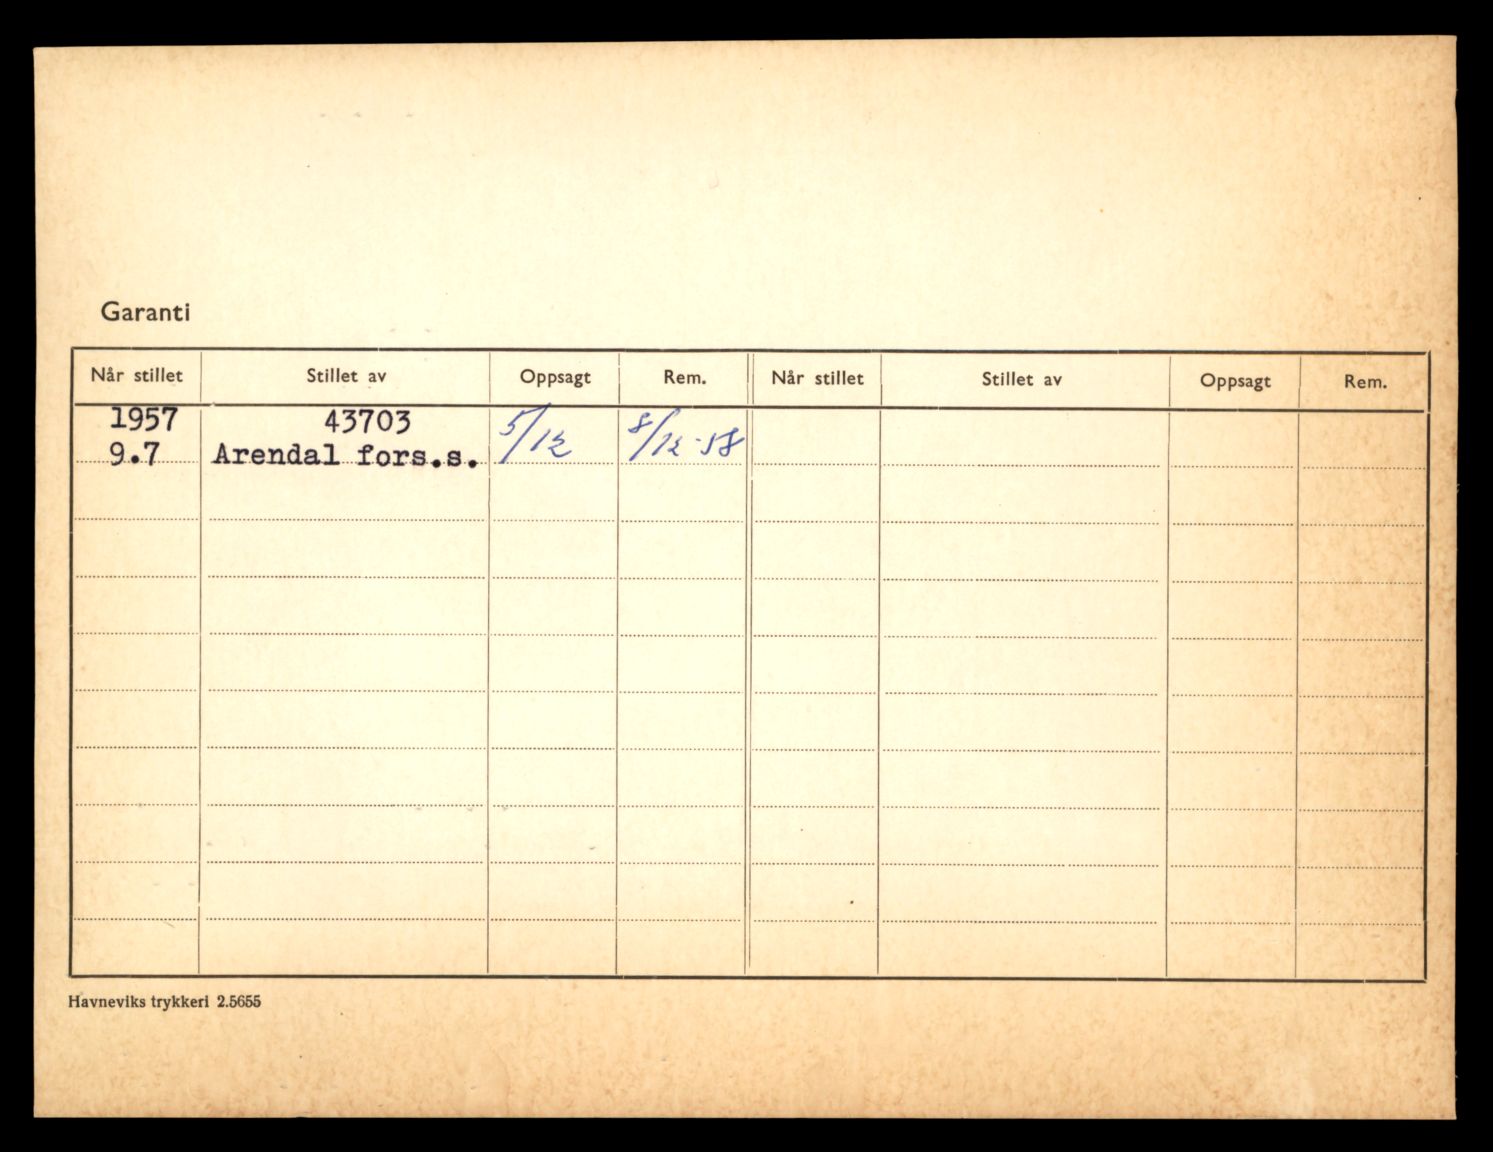 Garanti
Når stillet Stillet av Oppsagt Rem. Når stillet Stillet av Oppsagt Rem.
1957 43703
9.7 Arendal fors.s. 5/12 8/12-58
Havneviks trykkeri 2.5655